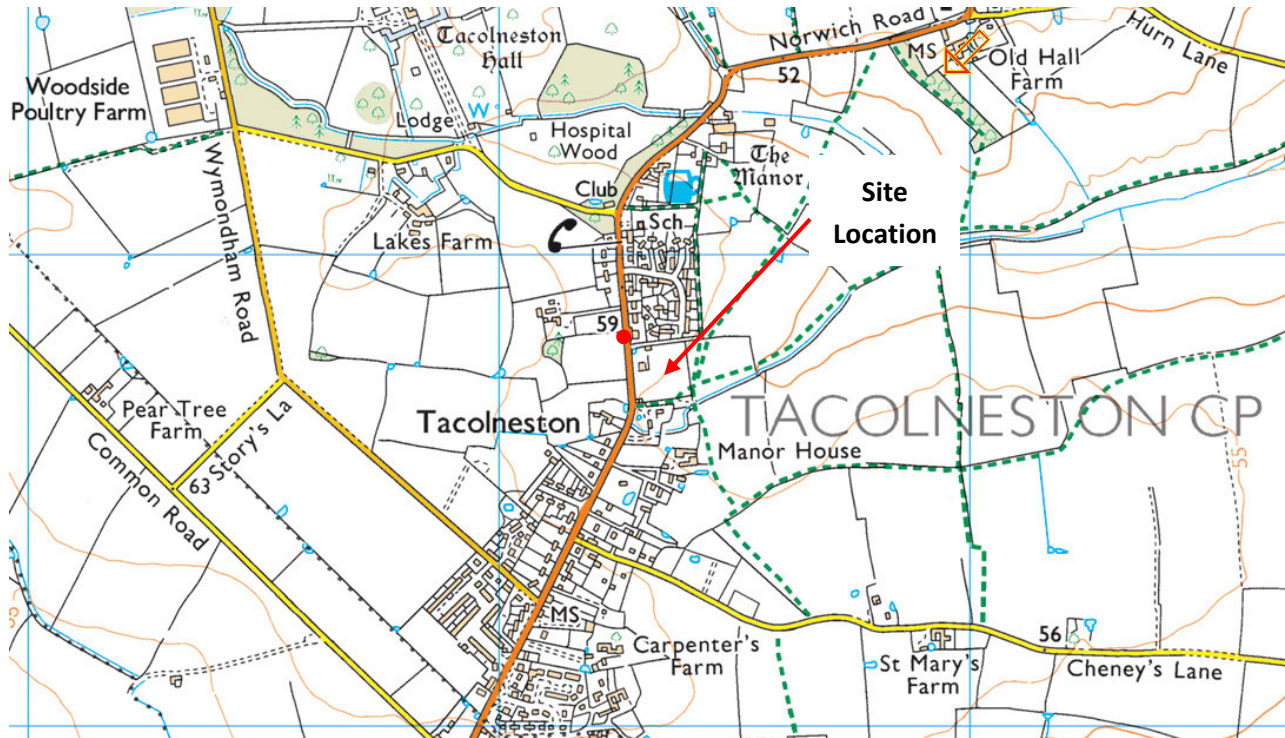 Norwich Road
Hurn Lane
Tacolneston
Hall
MS
Old Hall
Farm
52
Woodside
Poultry Farm
W
Lodge
Hospital
Wood
The
Manor
Site
Location
Wymondham Road
Club
Sch
Lakes Farm
59
Pear Tree
Farm
Story's La
Tacolneston
TACOLNESTON CP
Manor House
55
63
Common Road
MS
Carpenter's
Farm
56
St Mary's
Farm
Cheney's Lane